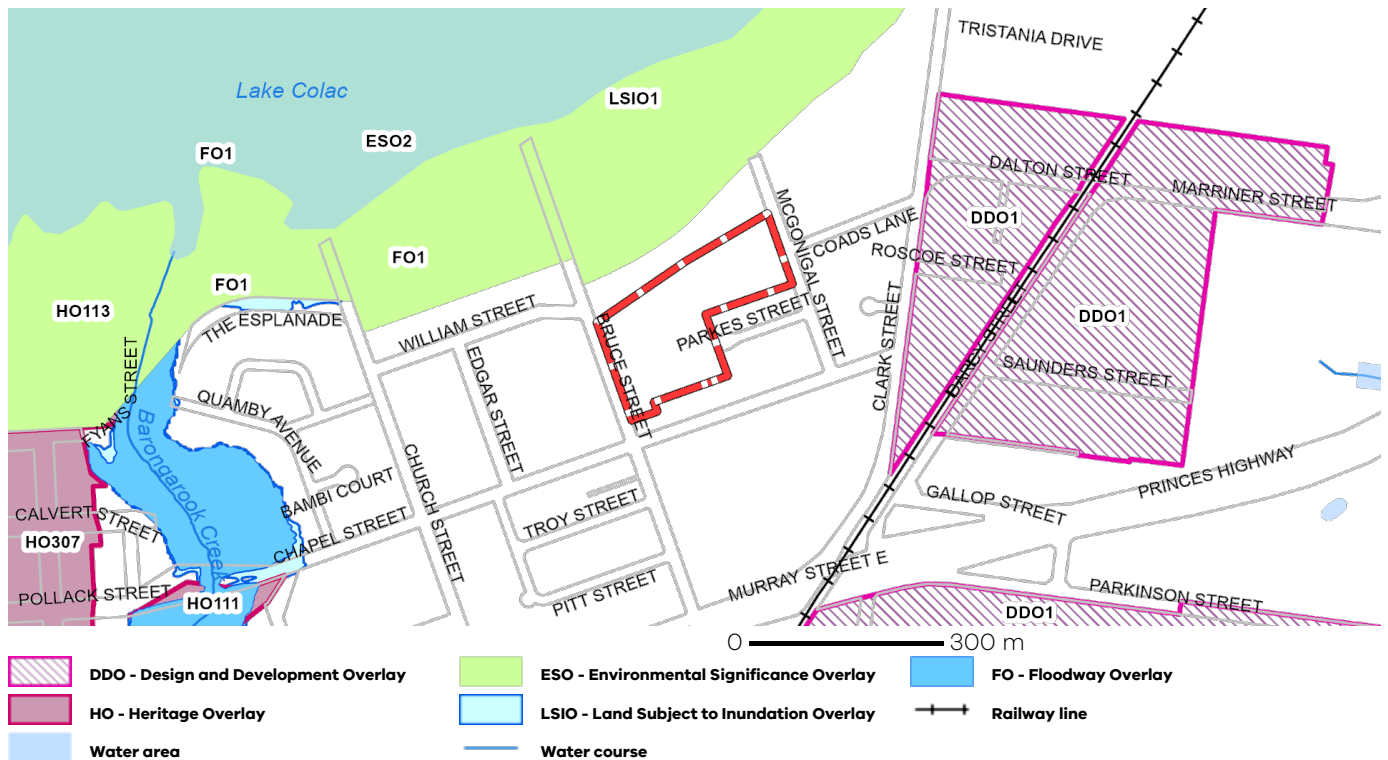 TRISTANIA DRIVE
Lake Colac
LSIO1
ESO2
FO1
DALTON STREET
MARRINER STREET
MCGONIGAL STREET
DDO1
COADS LANE
FO1
ROSCOE STREET
FO1
HO113
THE ESPLANADE
WILLIAM STREET
BRUCE STREET
PARKES STREET
CLARK STREET
DARCY STREET
DDO1
SAUNDERS STREET
FYANS STREET
EDGAR STREET
QUAMBY AVENUE
Barongarook Creek
CHURCH STREET
BAMBI COURT
PRINCES HIGHWAY
GALLOP STREET
CALVERT STREET
TROY STREET
HO307
CHAPEL STREET
MURRAY STREET E
PITT STREET
POLLACK STREET
HO111
PARKINSON STREET
DDO1
0 300 m
DDO - Design and Development Overlay
ESO - Environmental Significance Overlay
FO - Floodway Overlay
HO - Heritage Overlay
LSIO - Land Subject to Inundation Overlay
Railway line
Water area
Water course